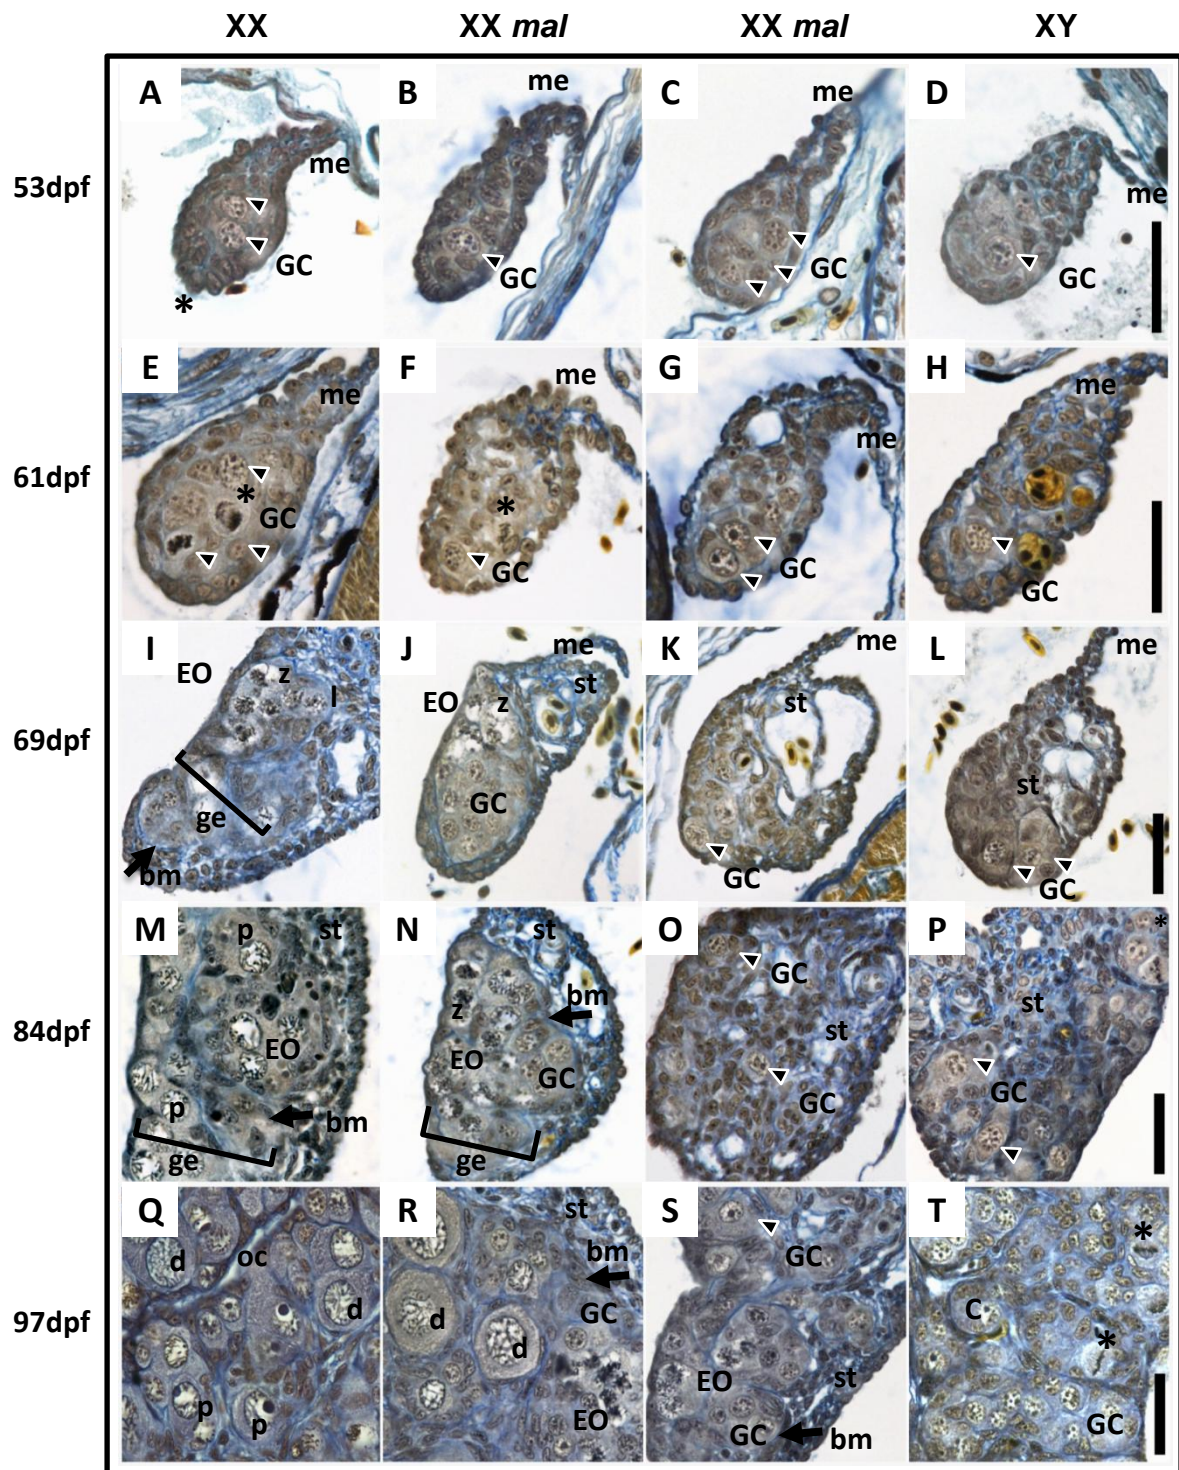 XX XX mal XX mal XY
53dpf
A me GC *
B me GC
C me GC
D me GC
61dpf
E me * GC
F me * GC
G me GC
H me GC
69dpf
I EO z l ge bm
J me EO z st GC
K me st GC
L me st GC
84dpf
M p st EO p bm ge
N st bm z EO GC ge
O GC st GC
P * st GC
97dpf
Q d oc d p p
R st bm GC d d EO
S GC EO st GC bm
T * C * GC